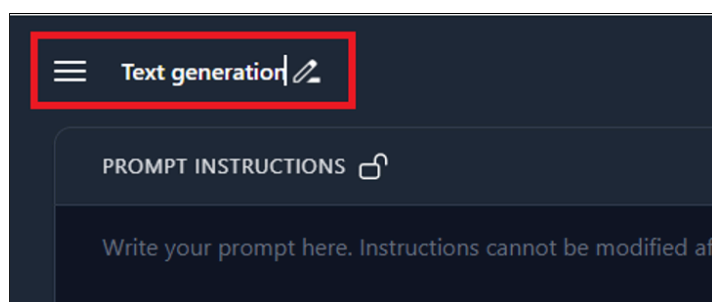 Text generation
PROMPT INSTRUCTIONS
Write your prompt here. Instructions cannot be modified